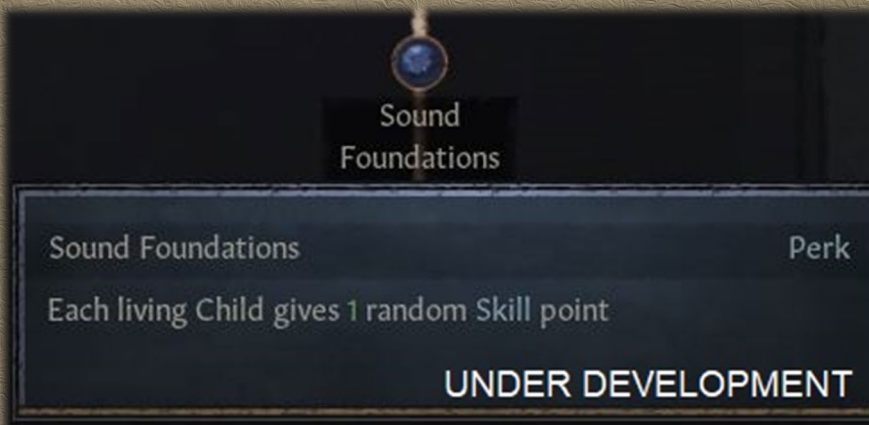 Sound
Foundations
Sound Foundations Perk
Each living Child gives 1 random Skill point
UNDER DEVELOPMENT